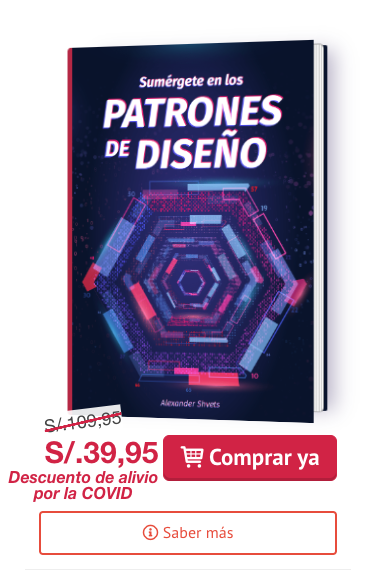 Sumérgete en los
PATRONES
DE DISEÑO
Alexander Shvets
S/.109,95
S/.39,95
Comprar ya
Descuento de alivio
por la COVID
Saber más